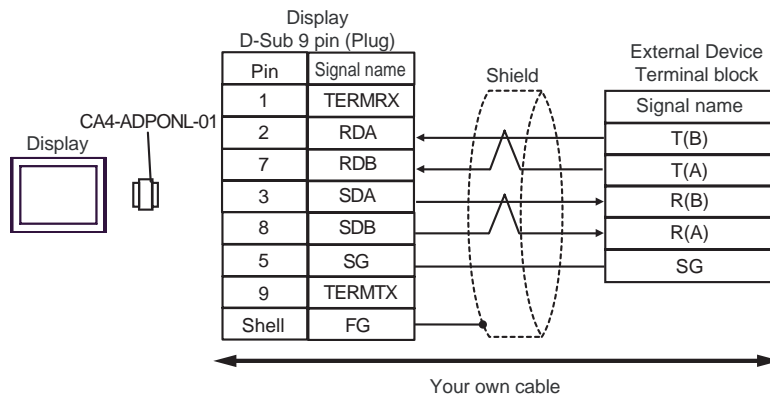 Display
D-Sub 9 pin (Plug)
External Device
Terminal block
Pin Signal name
Shield
Signal name
1 TERMRX
CA4-ADPONL-01
Display
2 RDA
T(B)
7 RDB
T(A)
3 SDA
R(B)
8 SDB
R(A)
5 SG
SG
9 TERMTX
Shell FG
Your own cable